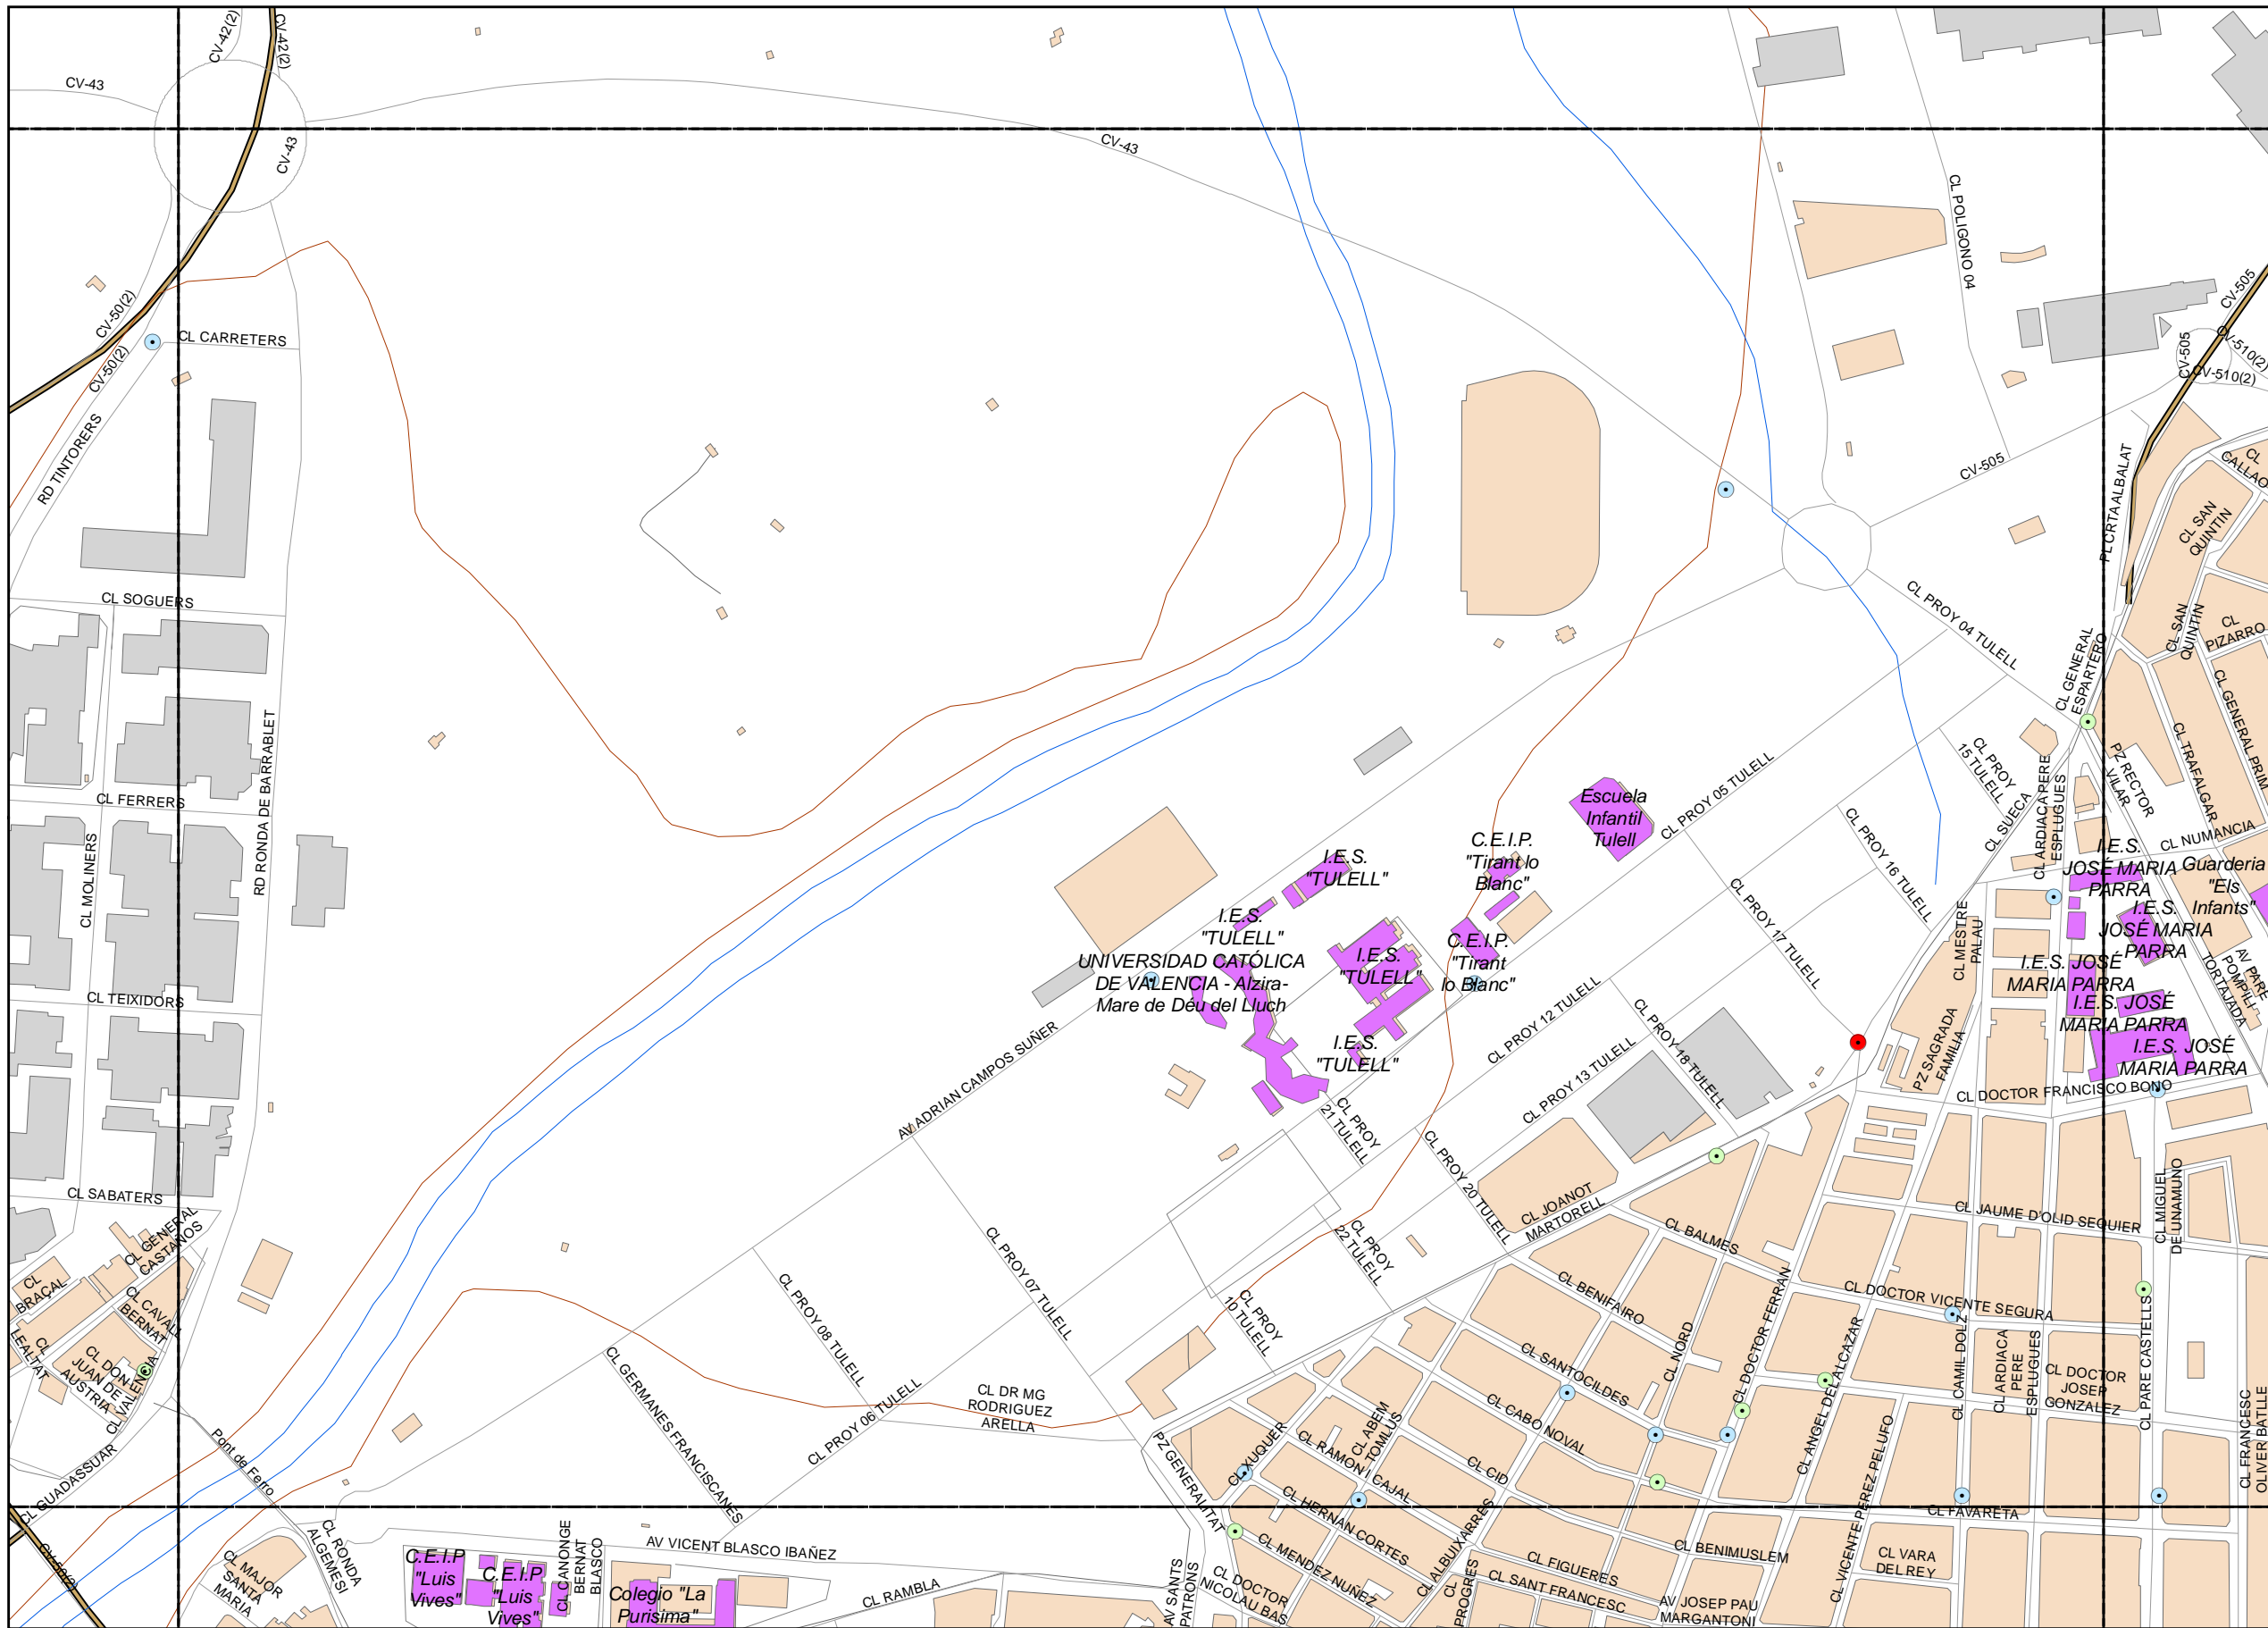 CV-42(2)
CV-42(2)
CV-43
CV-43
CV-43
CL POLIGONO 04
CV-50(2)
CV-50(2)
CL CARRETERS
RD TINTORERS
CV-505
CV-505
CV-510(2)
CV-510(2)
CV-505
PL CRTA ALBALAT
CL
CALLAO
CL SAN
QUINTIN
CL SOGUERS
CL PROY 04 TULELL
CL GENERAL
ESPARTERO
CL SAN
QUINTIN
CL
PIZARRO
CL GENERAL PRIM
CL TRAFALGAR
PZ RECTOR
VILAR
CL PROY
15 TULELL
CL SUECA
CL ARDIACA PERE
ESPLUGUES
CL NUMANCIA
RD RONDA DE BARRABLET
CL FERRERS
CL MOLINERS
Escuela
Infantil
Tulell
CL PROY 05 TULELL
CL PROY 16 TULELL
C.E.I.P.
"Tirant lo
Blanc"
I.E.S.
"TULELL"
I.E.S.
JOSÉ MARIA
PARRA
Guarderia
"Els
Infants"
I.E.S.
JOSÉ MARIA
PARRA
CL PROY 17 TULELL
CL MESTRE
PALAU
I.E.S.
"TULELL"
UNIVERSIDAD CATÓLICA
DE VALENCIA - Alzira-
Mare de Déu del Lluch
I.E.S.
"TULELL"
C.E.I.P.
"Tirant
lo Blanc"
I.E.S. JOSÉ
MARIA PARRA
I.E.S. JOSÉ
MARIA PARRA
I.E.S. JOSÉ
MARIA PARRA
AV PARE
POMPILI
TORTAJADA
CL TEIXIDORS
AV ADRIAN CAMPOS SUÑER
I.E.S.
"TULELL"
CL PROY 12 TULELL
CL PROY 18 TULELL
CL PROY 13 TULELL
PZ SAGRADA
FAMILIA
CL DOCTOR FRANCISCO BONO
CL PROY
21 TULELL
CL PROY 20 TULELL
CL SABATERS
CL GENERAL
CASTAÑOS
CL
BRAÇAL
CL CAVALL
BERNAT
CL
LEALTAT
CL DON
JUAN DE
AUSTRIA
CL VALENCIA
CL GUADASSUAR
Pont de Ferro
CL PROY 07 TULELL
CL PROY 08 TULELL
CL PROY
22 TULELL
CL PROY
10 TULELL
CL JOANOT
MARTORELL
CL BALMES
CL BENIFAIRO
CL JAUME D'OLID SEQUIER
CL MIGUEL
DE UNAMUNO
CL DOCTOR VICENTE SEGURA
CL DOCTOR FERRAN
CL NORD
CL SANTOCILDES
CL ANGEL DEL ALCAZAR
CL CAMIL DOLZ
CL ARDIACA
PERE
ESPLUGUES
CL DOCTOR
JOSEP
GONZALEZ
CL PARE CASTELLS
CL FRANCESC
OLIVER BATLLE
CL GERMANES FRANCISCANES
CL PROY 06 TULELL
CL DR MG
RODRIGUEZ
ARELLA
PZ GENERALITAT
CL XUQUER
CL ABEM
TOMLUS
CL RAMON I CAJAL
CL CABO NOVAL
CL CID
CL HERNAN CORTES
CL MENDEZ NUÑEZ
CL ALBUIXARRES
CL VICENTE PEREZ PELUFO
CL FAVARETA
CL VARA
DEL REY
CL BENIMUSLEM
CL FIGUERES
CL SANT FRANCESC
CL
PROGRES
AV JOSEP PAU
MARGANTONI
CV-50(2)
CL MAJOR
SANTA
MARIA
CL RONDA
ALGEMESI
C.E.I.P
"Luis
Vives"
C.E.I.P
"Luis
Vives"
CL CANONGE
BERNAT
BLASCO
AV VICENT BLASCO IBAÑEZ
Colegio "La
Purisima"
CL RAMBLA
AV SANTS
PATRONS
CL DOCTOR
NICOLAU BAS